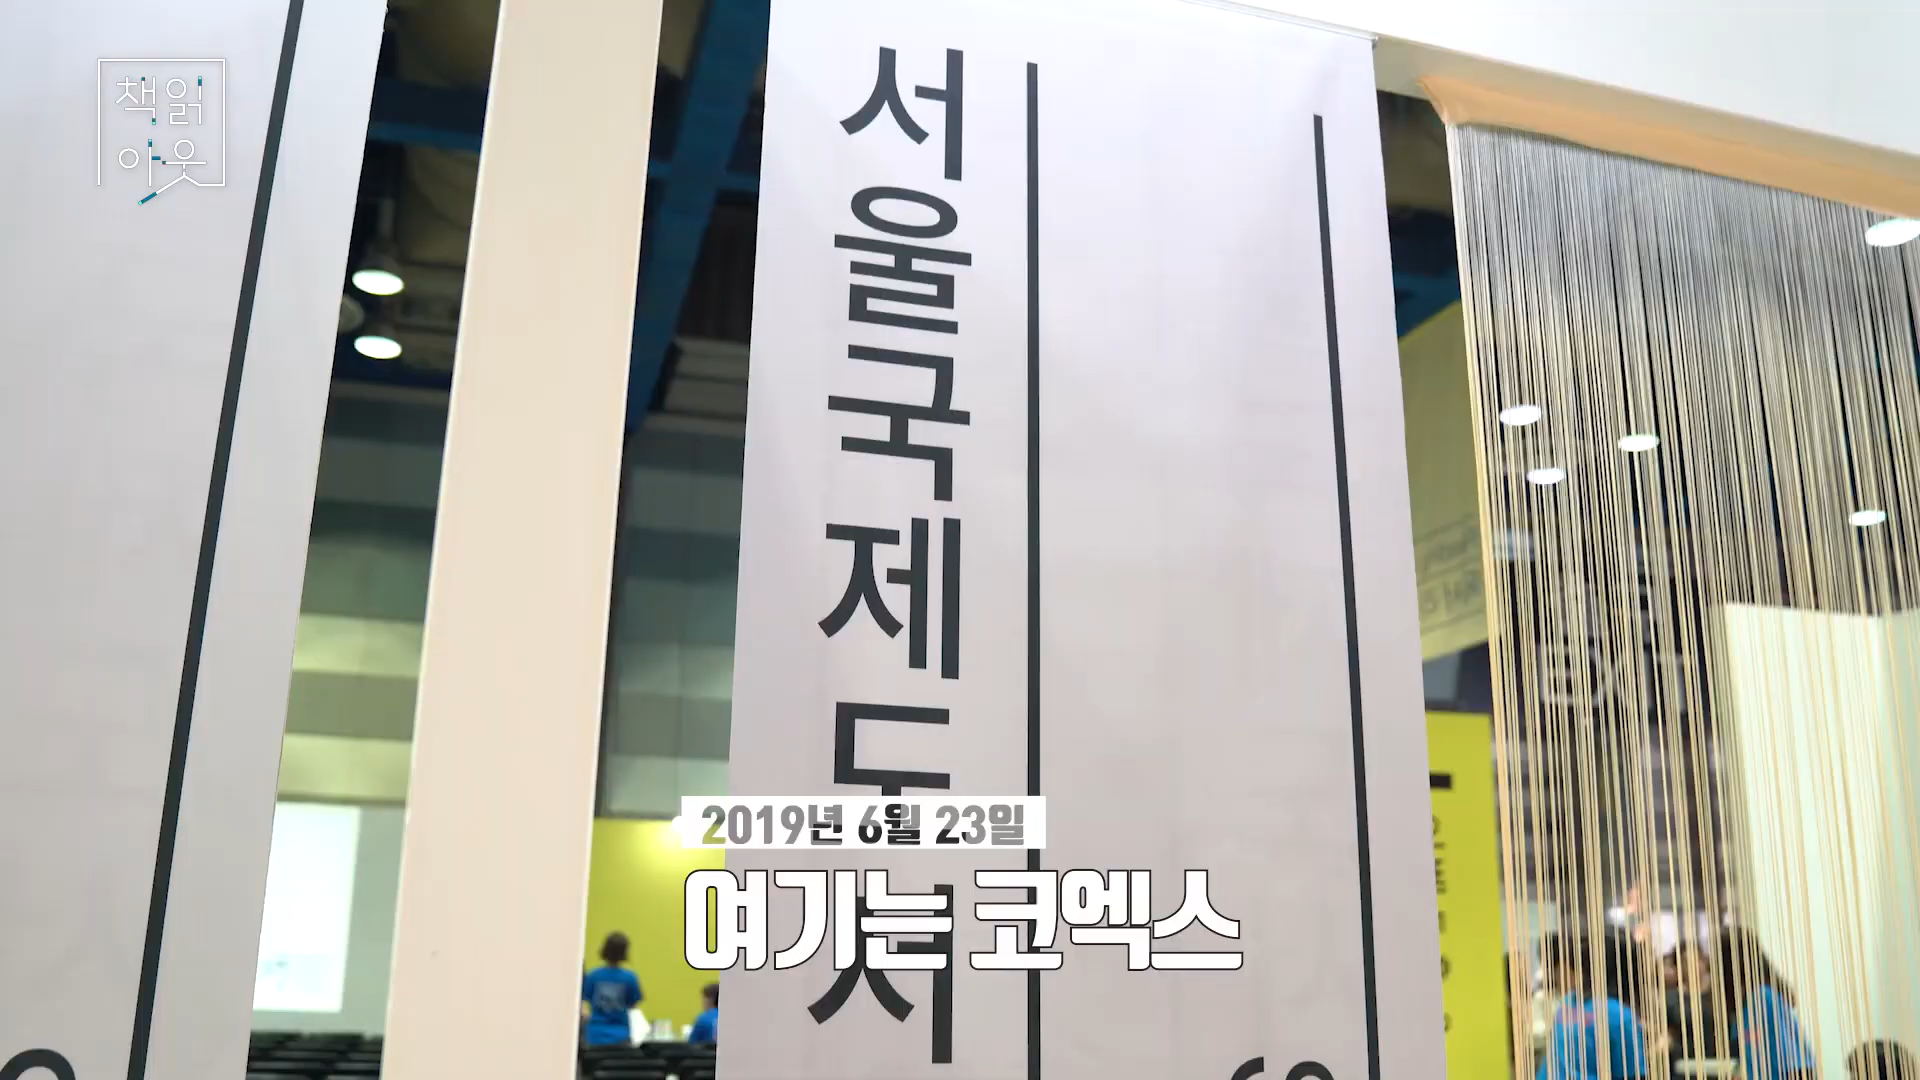 책읽
아웃
서울국제도서
2019년 6월 23일
여기는 코엑스